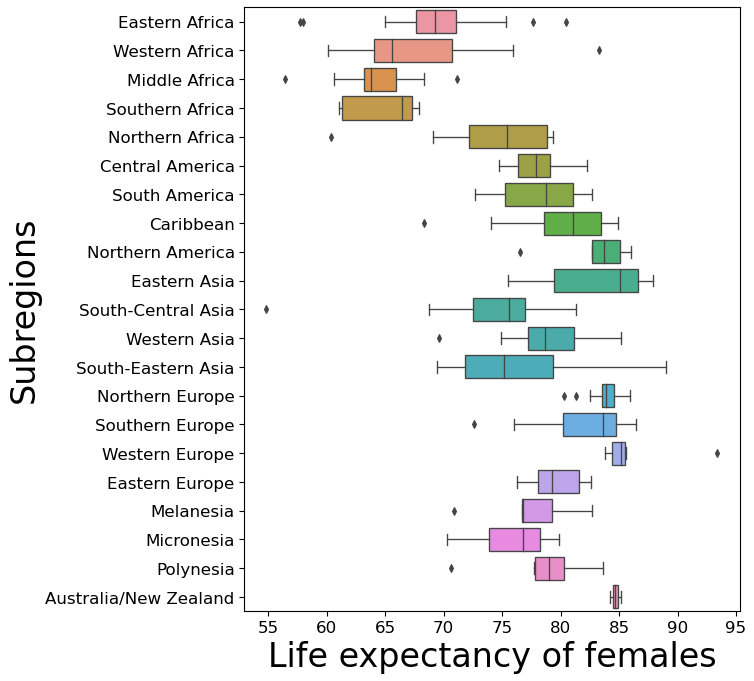 Eastern Africa
Western Africa
Middle Africa
Southern Africa
Northern Africa
Central America
South America
Caribbean
Northern America
Eastern Asia
South-Central Asia
Western Asia
South-Eastern Asia
Northern Europe
Southern Europe
Western Europe
Eastern Europe
Melanesia
Micronesia
Polynesia
Australia/New Zealand
Subregions
55 60 65 70 75 80 85 90 95
Life expectancy of females